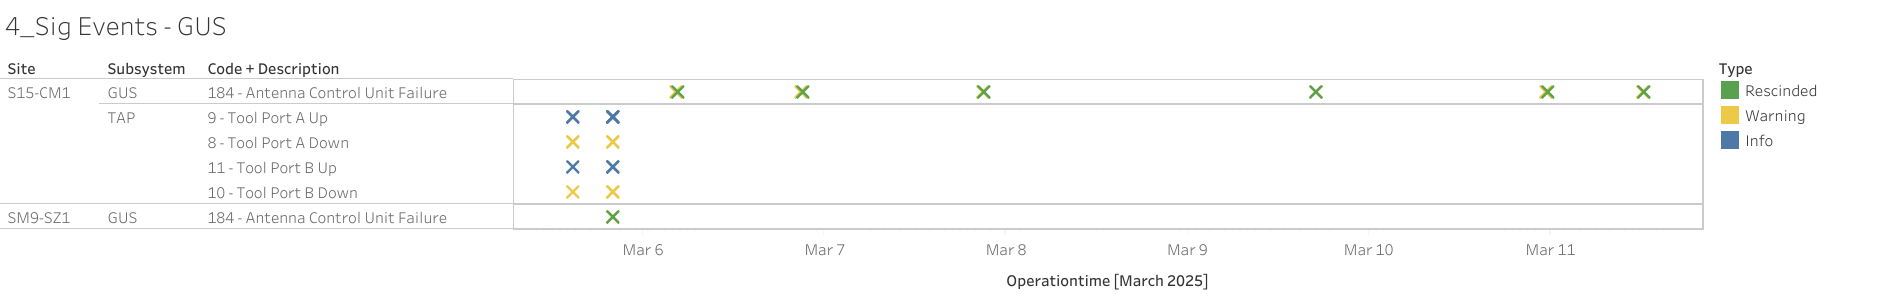 4_Sig Events - GUS
Site Subsystem Code + Description Type
S15-CM1 GUS 184 - Antenna Control Unit Failure Rescinded
TAP 9 - Tool Port A Up Warning
8 - Tool Port A Down Info
11 - Tool Port B Up
10 - Tool Port B Down
SM9-SZ1 GUS 184 - Antenna Control Unit Failure
Mar 6 Mar 7 Mar 8 Mar 9 Mar 10 Mar 11
Operationtime [March 2025]